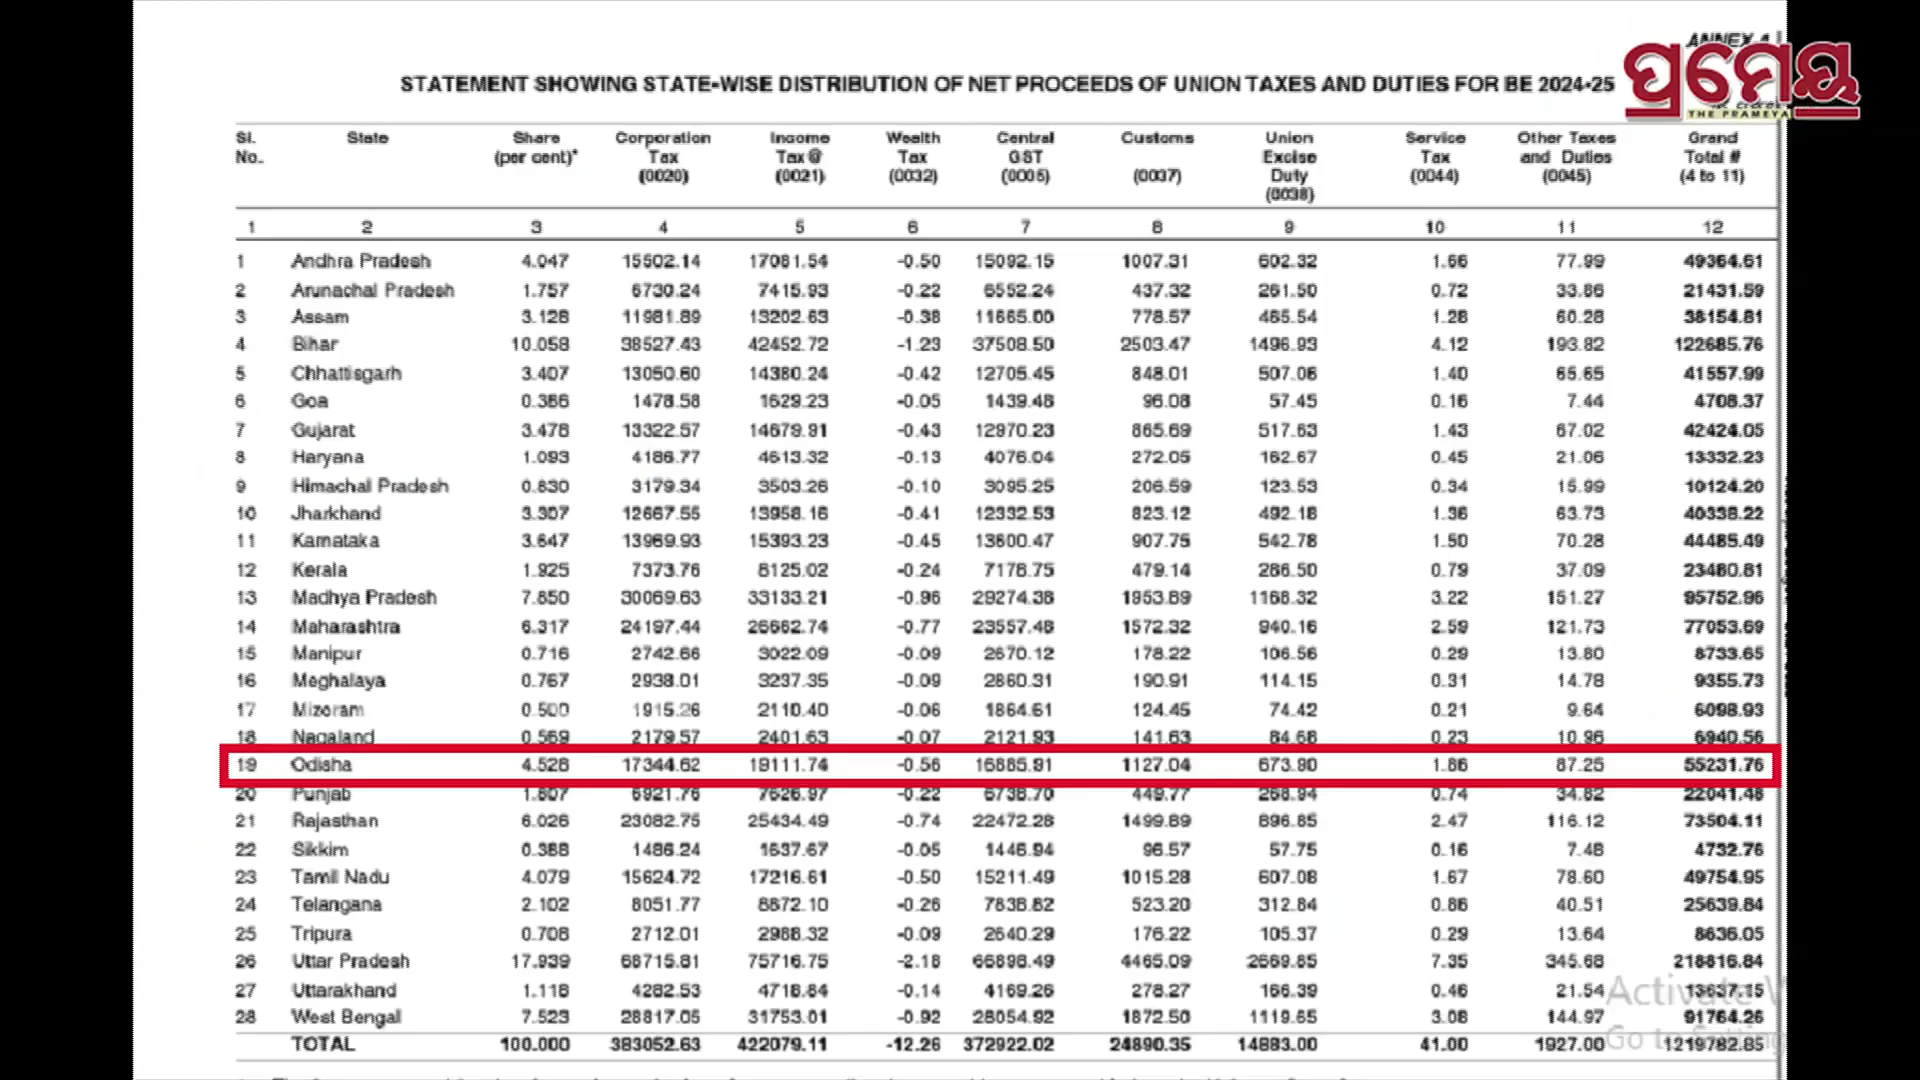 ANNEX-4
ପ୍ରମେୟ
THE PRAMEYA
STATEMENT SHOWING STATE-WISE DISTRIBUTION OF NET PROCEEDS OF UNION TAXES AND DUTIES FOR BE 2024-25
Sl. No. State Share (per cent)* Corporation Tax (0020) Income Tax @ (0021) Wealth Tax (0032) Central GST (0005) Customs (0037) Union Excise Duty (0038) Service Tax (0044) Other Taxes and Duties (0045) Grand Total # (4 to 11)
1 2 3 4 5 6 7 8 9 10 11 12
1 Andhra Pradesh 4.047 15502.14 17081.54 -0.50 15092.15 1007.31 602.32 1.66 77.99 49364.61
2 Arunachal Pradesh 1.757 6730.24 7415.93 -0.22 6552.24 437.32 261.50 0.72 33.86 21431.59
3 Assam 3.128 11981.89 13202.63 -0.38 11665.00 778.57 465.54 1.28 60.28 38154.81
4 Bihar 10.058 38527.43 42452.72 -1.23 37508.50 2503.47 1496.93 4.12 193.82 122685.76
5 Chhattisgarh 3.407 13050.60 14380.24 -0.42 12705.45 848.01 507.06 1.40 65.65 41557.99
6 Goa 0.386 1478.58 1629.23 -0.05 1439.48 96.08 57.45 0.16 7.44 4708.37
7 Gujarat 3.478 13322.57 14679.91 -0.43 12970.23 865.69 517.63 1.43 67.02 42424.05
8 Haryana 1.093 4186.77 4613.32 -0.13 4076.04 272.05 162.67 0.45 21.06 13332.23
9 Himachal Pradesh 0.830 3179.34 3503.26 -0.10 3095.25 206.59 123.53 0.34 15.99 10124.20
10 Jharkhand 3.307 12667.55 13958.16 -0.41 12332.53 823.12 492.18 1.36 63.73 40338.22
11 Karnataka 3.647 13969.93 15393.23 -0.45 13600.47 907.75 542.78 1.50 70.28 44485.49
12 Kerala 1.925 7373.76 8125.02 -0.24 7178.75 479.14 286.50 0.79 37.09 23480.81
13 Madhya Pradesh 7.850 30069.63 33133.21 -0.96 29274.38 1953.89 1168.32 3.22 151.27 95752.96
14 Maharashtra 6.317 24197.44 26662.74 -0.77 23557.48 1572.32 940.16 2.59 121.73 77053.69
15 Manipur 0.716 2742.66 3022.09 -0.09 2670.12 178.22 106.56 0.29 13.80 8733.65
16 Meghalaya 0.767 2938.01 3237.35 -0.09 2860.31 190.91 114.15 0.31 14.78 9355.73
17 Mizoram 0.500 1915.26 2110.40 -0.06 1864.61 124.45 74.42 0.21 9.64 6098.93
18 Nagaland 0.569 2179.57 2401.63 -0.07 2121.93 141.63 84.68 0.23 10.96 6940.56
19 Odisha 4.528 17344.62 19111.74 -0.56 16885.91 1127.04 673.90 1.86 87.25 55231.76
20 Punjab 1.807 6921.76 7626.97 -0.22 6738.70 449.77 268.94 0.74 34.82 22041.48
21 Rajasthan 6.026 23082.75 25434.49 -0.74 22472.28 1499.89 896.85 2.47 116.12 73504.11
22 Sikkim 0.388 1486.24 1637.67 -0.05 1446.94 96.57 57.75 0.16 7.48 4732.76
23 Tamil Nadu 4.079 15624.72 17216.61 -0.50 15211.49 1015.28 607.08 1.67 78.60 49754.95
24 Telangana 2.102 8051.77 8872.10 -0.26 7838.82 523.20 312.84 0.86 40.51 25639.84
25 Tripura 0.708 2712.01 2988.32 -0.09 2640.29 176.22 105.37 0.29 13.64 8636.05
26 Uttar Pradesh 17.939 68715.81 75716.75 -2.18 66898.49 4465.09 2669.85 7.35 345.68 218816.84
27 Uttarakhand 1.118 4282.53 4718.84 -0.14 4169.26 278.27 166.39 0.46 21.54 13637.15
28 West Bengal 7.523 28817.05 31753.01 -0.92 28054.92 1872.50 1119.65 3.08 144.97 91764.26
TOTAL 100.000 383052.63 422079.11 -12.26 372922.02 24890.35 14883.00 41.00 1927.00 1219782.85
Activate
Go to Setting